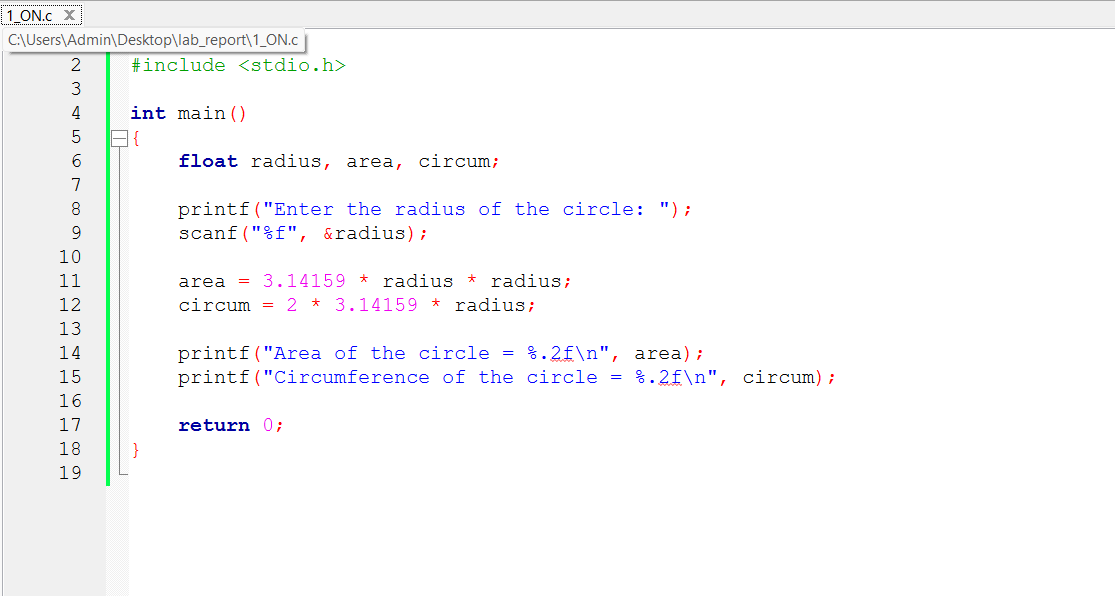 1_ON.c X
C:\Users\Admin\Desktop\lab_report\1_ON.c
2 #include <stdio.h>
3
4 int main()
5 {
6 float radius, area, circum;
7
8 printf("Enter the radius of the circle: ");
9 scanf("%f", &radius);
10
11 area = 3.14159 * radius * radius;
12 circum = 2 * 3.14159 * radius;
13
14 printf("Area of the circle = %.2f\n", area);
15 printf("Circumference of the circle = %.2f\n", circum);
16
17 return 0;
18 }
19